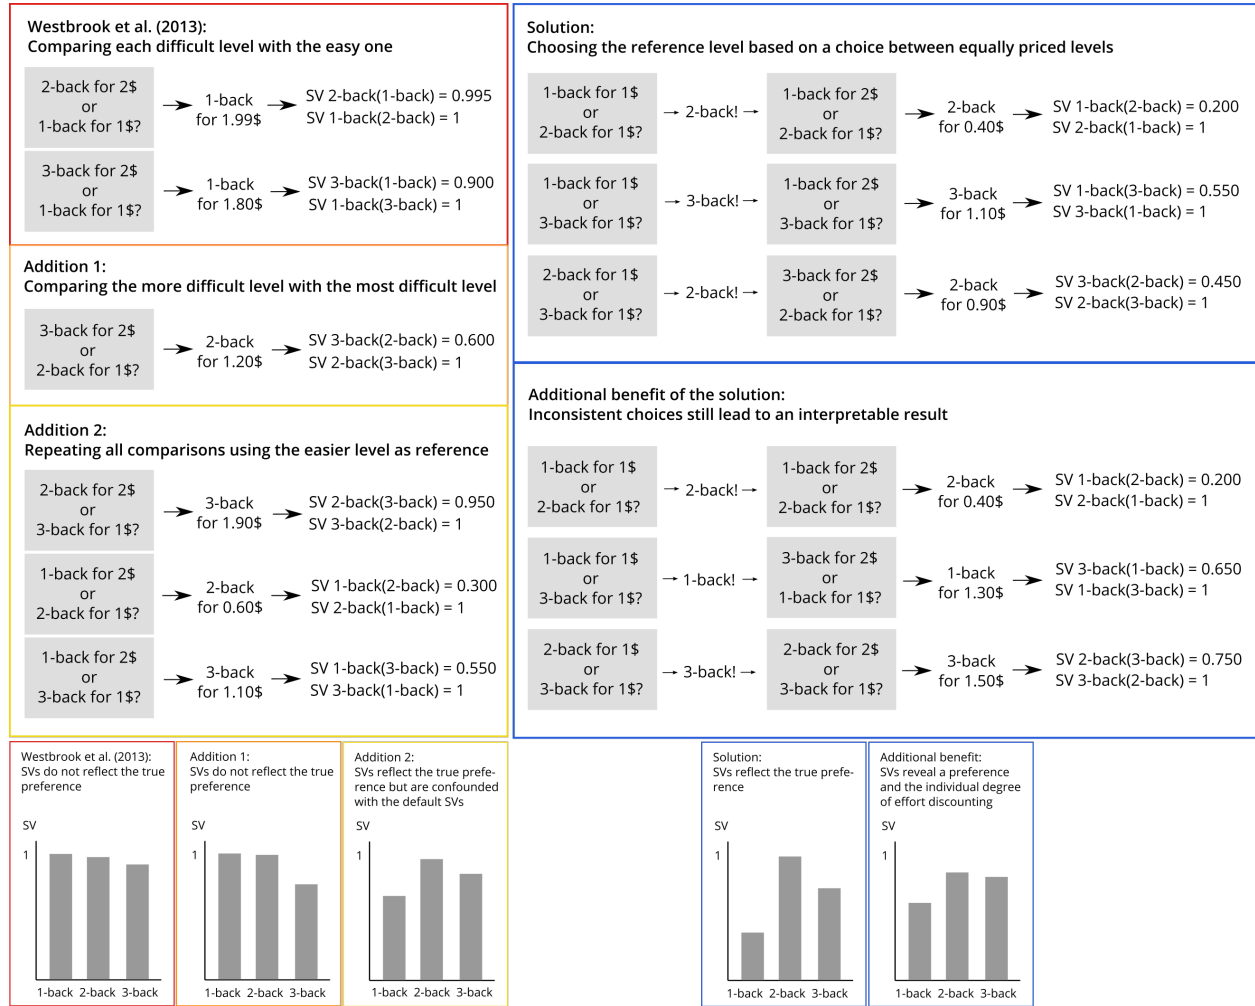 Westbrook et al. (2013):
Comparing each difficult level with the easy one
2-back for 2$
or
1-back for 1$?
1-back
for 1.99$
SV 2-back(1-back) = 0.995
SV 1-back(2-back) = 1
3-back for 2$
or
1-back for 1$?
1-back
for 1.80$
SV 3-back(1-back) = 0.900
SV 1-back(3-back) = 1
Addition 1:
Comparing the more difficult level with the most difficult level
3-back for 2$
or
2-back for 1$?
2-back
for 1.20$
SV 3-back(2-back) = 0.600
SV 2-back(3-back) = 1
Addition 2:
Repeating all comparisons using the easier level as reference
2-back for 2$
or
3-back for 1$?
3-back
for 1.90$
SV 2-back(3-back) = 0.950
SV 3-back(2-back) = 1
1-back for 2$
or
2-back for 1$?
2-back
for 0.60$
SV 1-back(2-back) = 0.300
SV 2-back(1-back) = 1
1-back for 2$
or
3-back for 1$?
3-back
for 1.10$
SV 1-back(3-back) = 0.550
SV 3-back(1-back) = 1
Solution:
Choosing the reference level based on a choice between equally priced levels
1-back for 1$
or
2-back for 1$?
2-back!
1-back for 2$
or
2-back for 1$?
2-back
for 0.40$
SV 1-back(2-back) = 0.200
SV 2-back(1-back) = 1
1-back for 1$
or
3-back for 1$?
3-back!
1-back for 2$
or
3-back for 1$?
3-back
for 1.10$
SV 1-back(3-back) = 0.550
SV 3-back(1-back) = 1
2-back for 1$
or
3-back for 1$?
2-back!
3-back for 2$
or
2-back for 1$?
2-back
for 0.90$
SV 3-back(2-back) = 0.450
SV 2-back(3-back) = 1
Additional benefit of the solution:
Inconsistent choices still lead to an interpretable result
1-back for 1$
or
2-back for 1$?
2-back!
1-back for 2$
or
2-back for 1$?
2-back
for 0.40$
SV 1-back(2-back) = 0.200
SV 2-back(1-back) = 1
1-back for 1$
or
3-back for 1$?
1-back!
3-back for 2$
or
1-back for 1$?
1-back
for 1.30$
SV 3-back(1-back) = 0.650
SV 1-back(3-back) = 1
2-back for 1$
or
3-back for 1$?
3-back!
2-back for 2$
or
3-back for 1$?
3-back
for 1.50$
SV 2-back(3-back) = 0.750
SV 3-back(2-back) = 1
Westbrook et al. (2013):
SVs do not reflect the true
preference
SV
1
1-back 2-back 3-back
Addition 1:
SVs do not reflect the true
preference
SV
1
1-back 2-back 3-back
Addition 2:
SVs reflect the true prefe-
rence but are confounded
with the default SVs
SV
1
1-back 2-back 3-back
Solution:
SVs reflect the true prefe-
rence
SV
1
1-back 2-back 3-back
Additional benefit:
SVs reveal a preference
and the individual degree
of effort discounting
SV
1
1-back 2-back 3-back